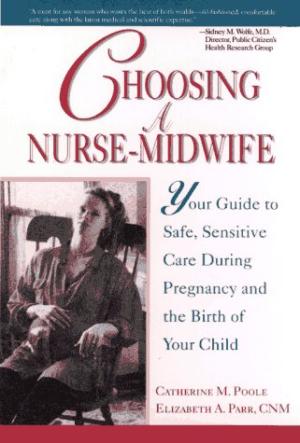 "A must for any woman who wants the best of both worlds—old-fashioned, comfortable
care along with the latest medical and scientific expertise."
—Sidney M. Wolfe, M.D.
Director, Public Citizen's
Health Research Group
CHOOSING
A
NURSE-MIDWIFE
Your Guide to
Safe, Sensitive
Care During
Pregnancy and
the Birth of
Your Child
CATHERINE M. POOLE
ELIZABETH A. PARR, CNM